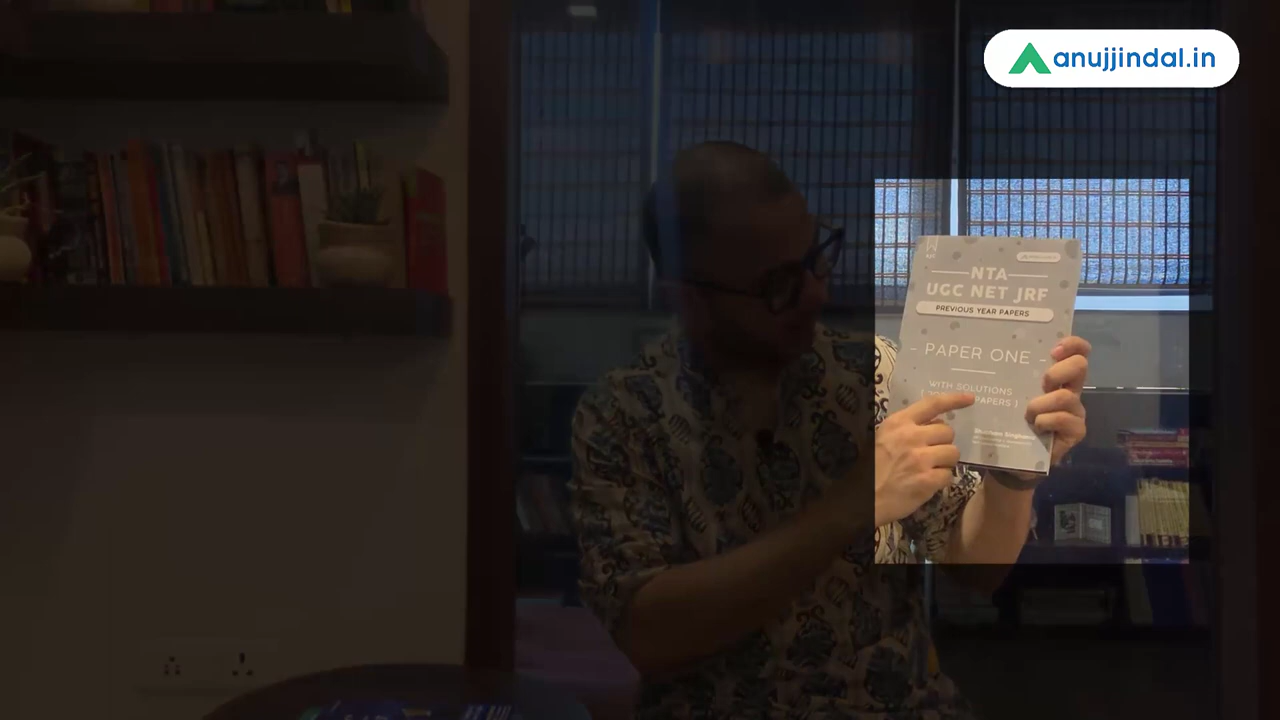 anujjindal.in
NTA
UGC NET JRF
PREVIOUS YEAR PAPERS
PAPER ONE
WITH SOLUTIONS
PAPERS )